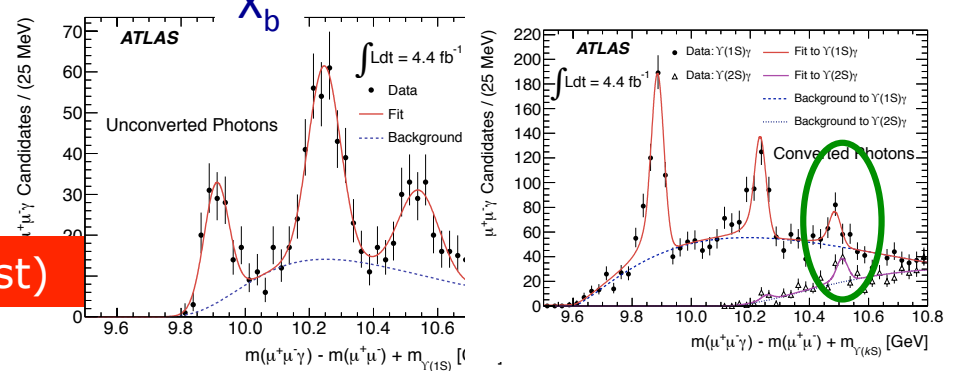 χb
ATLAS
∫Ldt = 4.4 fb⁻¹
Data
Fit
Background
Unconverted Photons
μ⁺μ⁻γ Candidates / (25 MeV)
70
60
50
40
30
20
0
9.6 9.8 10.0 10.2 10.4 10.6
m(μ⁺μ⁻γ) - m(μ⁺μ⁻) + m_ϒ(1S)
st)
ATLAS
∫Ldt = 4.4 fb⁻¹
Data: ϒ(1S)γ
Fit to ϒ(1S)γ
Data: ϒ(2S)γ
Fit to ϒ(2S)γ
Background to ϒ(1S)γ
Background to ϒ(2S)γ
Converted Photons
μ⁺μ⁻γ Candidates / (25 MeV)
220
200
180
160
140
120
100
80
60
40
20
0
9.6 9.8 10.0 10.2 10.4 10.6 10.8
m(μ⁺μ⁻γ) - m(μ⁺μ⁻) + m_ϒ(kS) [GeV]